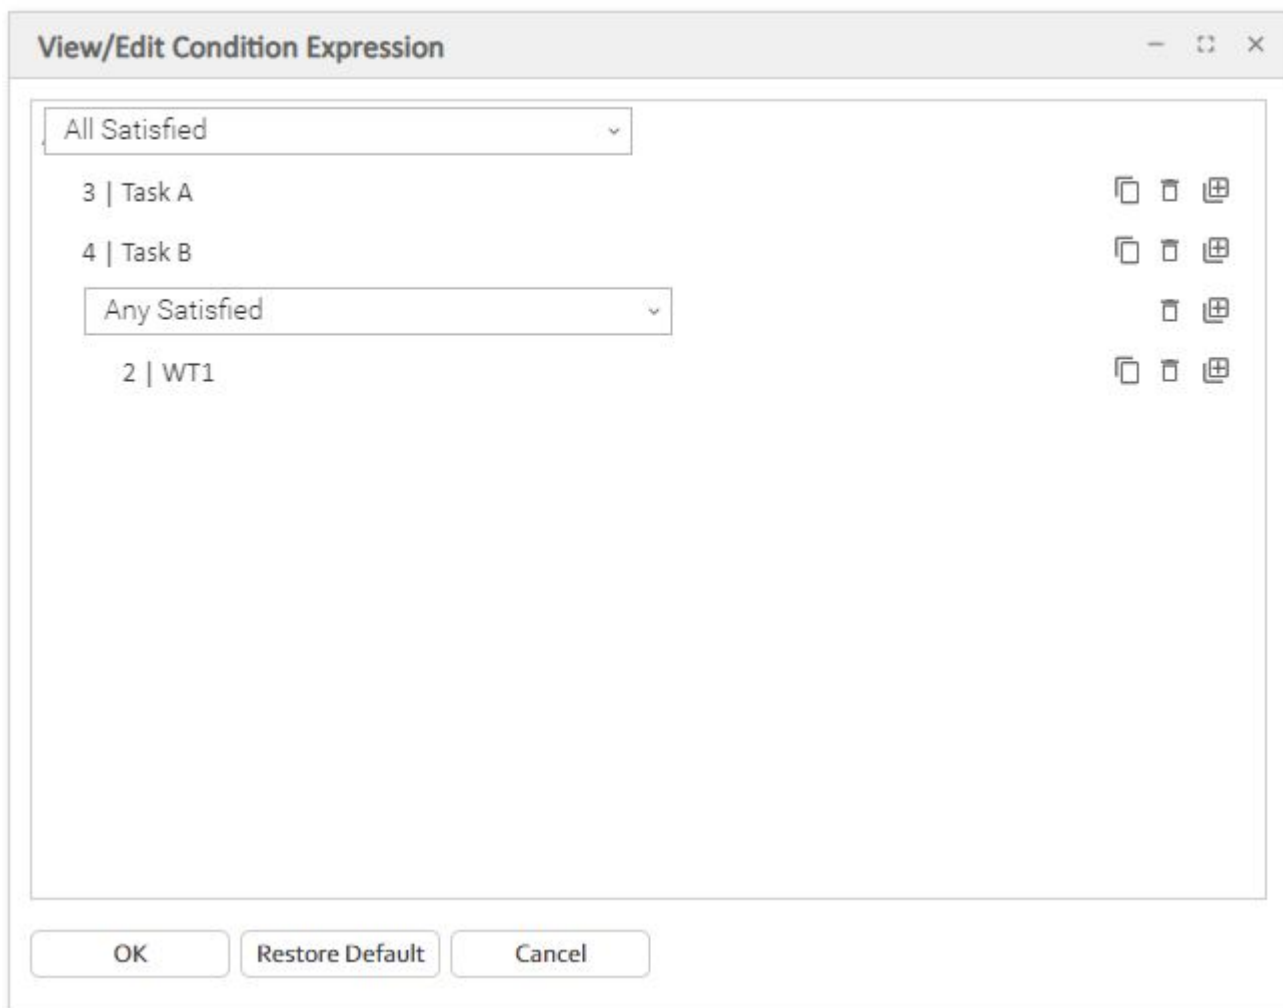 View/Edit Condition Expression
All Satisfied
3 | Task A
4 | Task B
Any Satisfied
2 | WT1
OK Restore Default Cancel